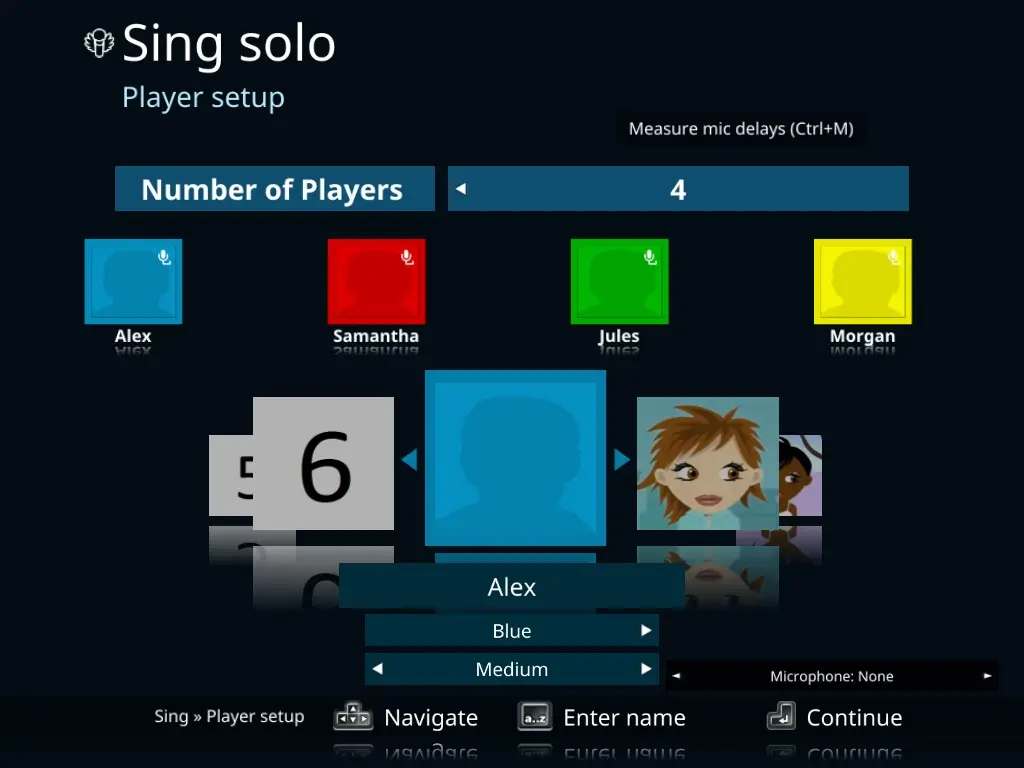 Sing solo
Player setup
Measure mic delays (Ctrl+M)
Number of Players
4
Alex
Samantha
Jules
Morgan
5
6
Alex
Blue
Medium
Microphone: None
Sing » Player setup
a..z
Navigate
Enter name
Continue